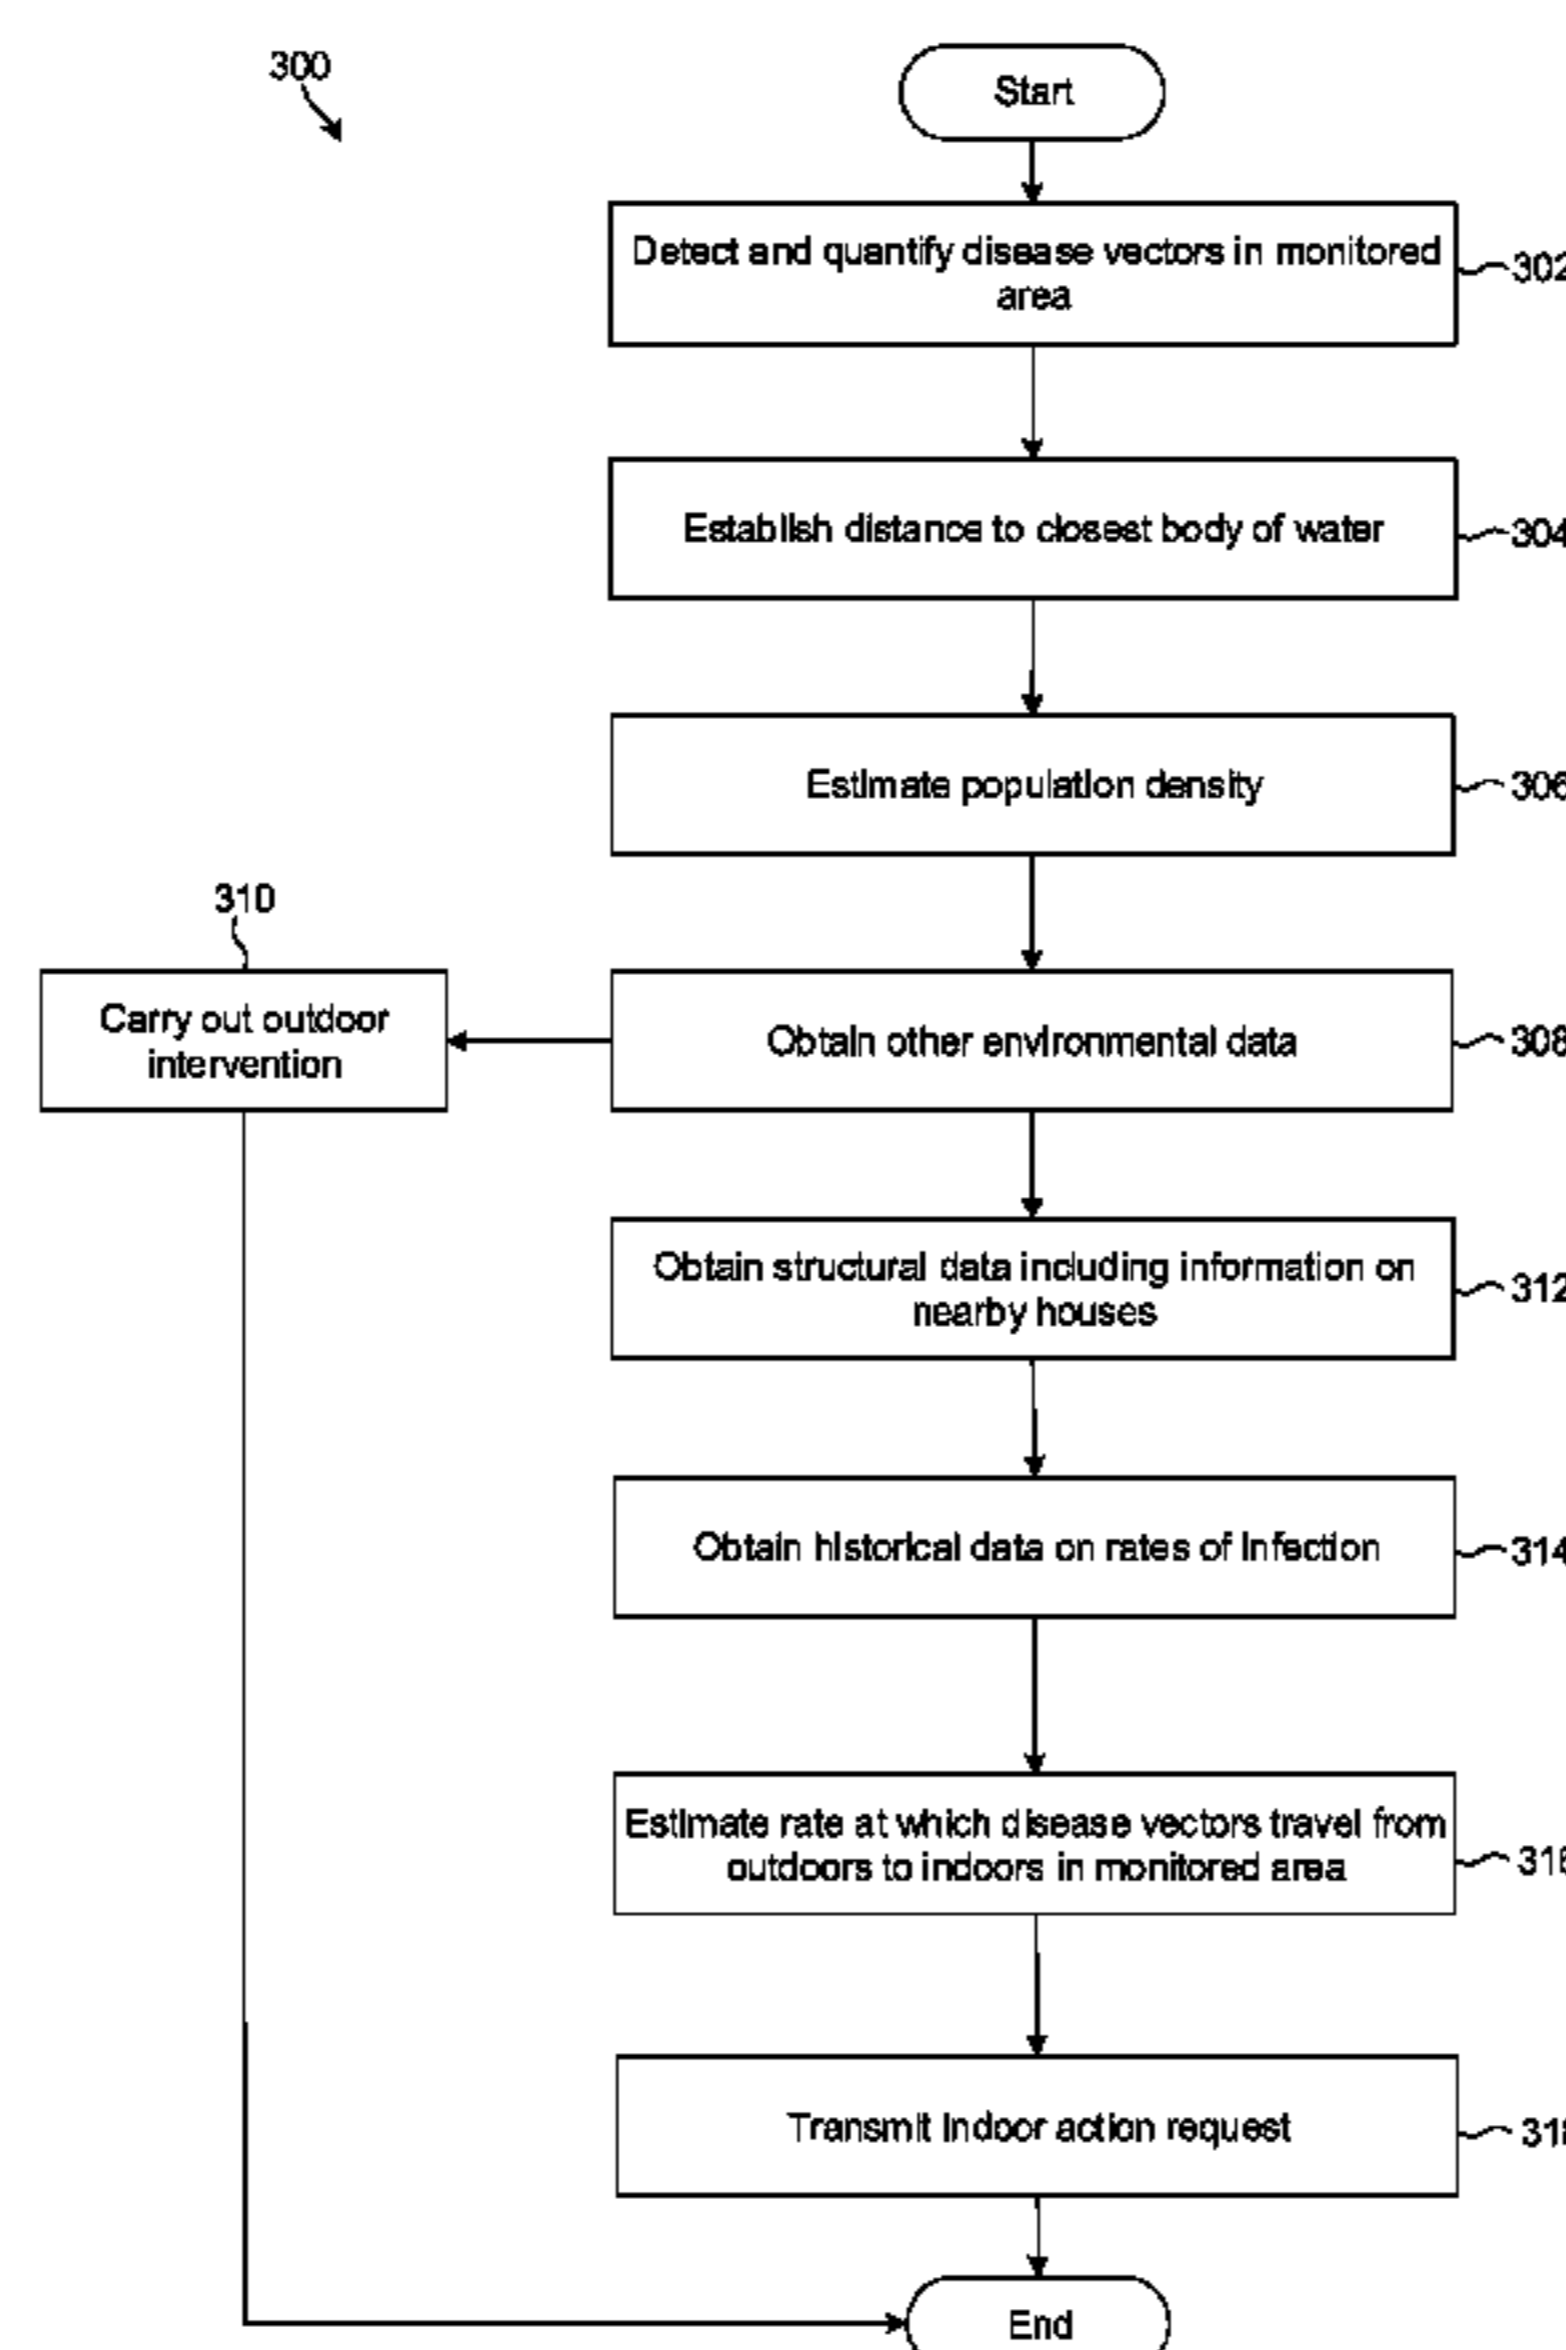 300
Start
Detect and quantify disease vectors in monitored
area
302
Establish distance to closest body of water
304
Estimate population density
306
310
Carry out outdoor
intervention
Obtain other environmental data
308
Obtain structural data including information on
nearby houses
312
Obtain historical data on rates of infection
314
Estimate rate at which disease vectors travel from
outdoors to indoors in monitored area
316
Transmit indoor action request
End